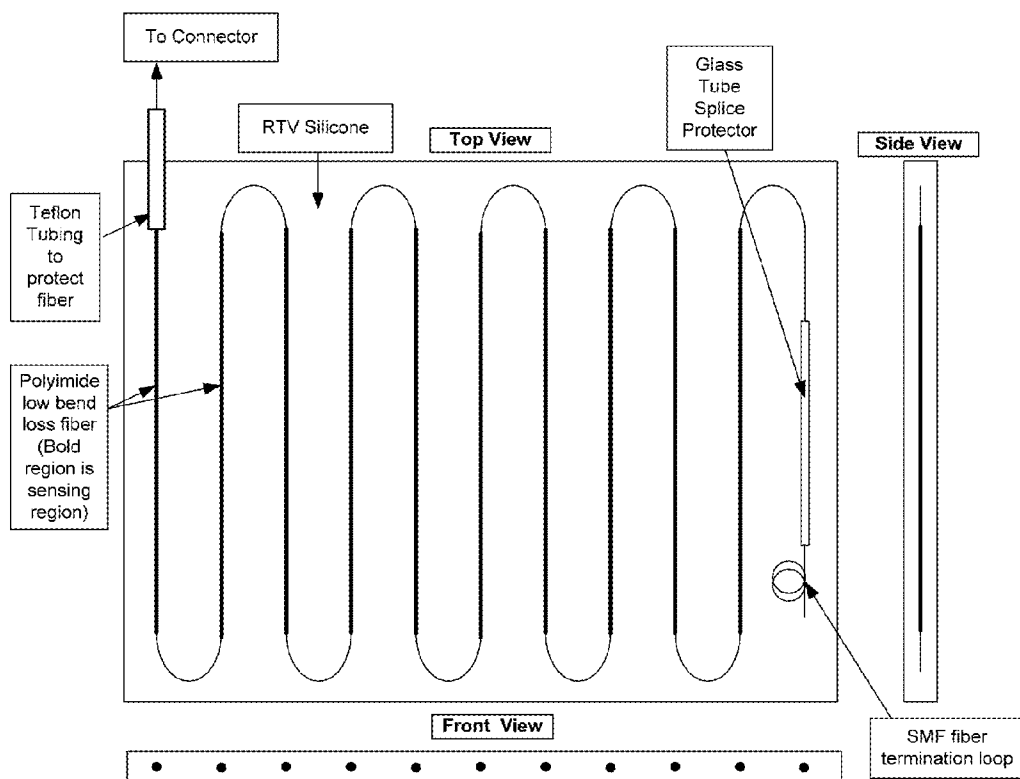 To Connector
Glass
Tube
Splice
Protector
RTV Silicone
Top View
Side View
Teflon
Tubing
to
protect
fiber
Polyimide
low bend
loss fiber
(Bold
region is
sensing
region)
Front View
SMF fiber
termination loop